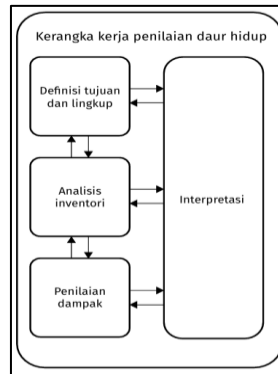 Kerangka kerja penilaian daur hidup
Definisi tujuan
dan lingkup
Analisis
inventori
Penilaian
dampak
Interpretasi